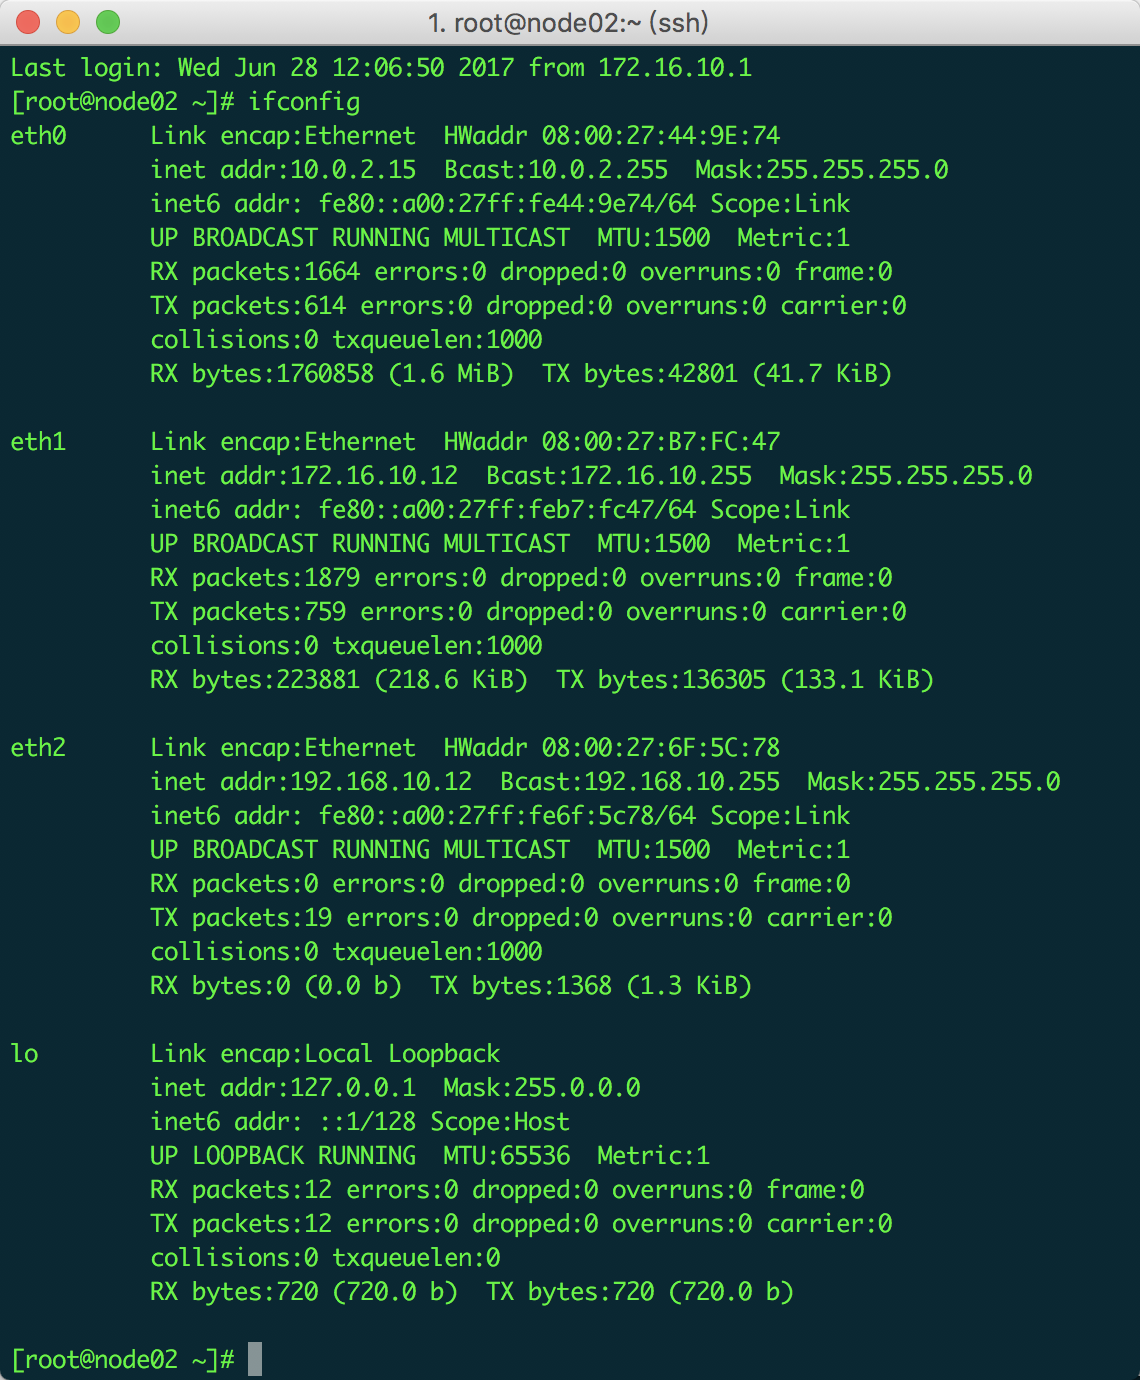 1. root@node02:~ (ssh)
Last login: Wed Jun 28 12:06:50 2017 from 172.16.10.1
[root@node02 ~]# ifconfig
eth0      Link encap:Ethernet  HWaddr 08:00:27:44:9E:74
          inet addr:10.0.2.15  Bcast:10.0.2.255  Mask:255.255.255.0
          inet6 addr: fe80::a00:27ff:fe44:9e74/64 Scope:Link
          UP BROADCAST RUNNING MULTICAST  MTU:1500  Metric:1
          RX packets:1664 errors:0 dropped:0 overruns:0 frame:0
          TX packets:614 errors:0 dropped:0 overruns:0 carrier:0
          collisions:0 txqueuelen:1000
          RX bytes:1760858 (1.6 MiB)  TX bytes:42801 (41.7 KiB)

eth1      Link encap:Ethernet  HWaddr 08:00:27:B7:FC:47
          inet addr:172.16.10.12  Bcast:172.16.10.255  Mask:255.255.255.0
          inet6 addr: fe80::a00:27ff:feb7:fc47/64 Scope:Link
          UP BROADCAST RUNNING MULTICAST  MTU:1500  Metric:1
          RX packets:1879 errors:0 dropped:0 overruns:0 frame:0
          TX packets:759 errors:0 dropped:0 overruns:0 carrier:0
          collisions:0 txqueuelen:1000
          RX bytes:223881 (218.6 KiB)  TX bytes:136305 (133.1 KiB)

eth2      Link encap:Ethernet  HWaddr 08:00:27:6F:5C:78
          inet addr:192.168.10.12  Bcast:192.168.10.255  Mask:255.255.255.0
          inet6 addr: fe80::a00:27ff:fe6f:5c78/64 Scope:Link
          UP BROADCAST RUNNING MULTICAST  MTU:1500  Metric:1
          RX packets:0 errors:0 dropped:0 overruns:0 frame:0
          TX packets:19 errors:0 dropped:0 overruns:0 carrier:0
          collisions:0 txqueuelen:1000
          RX bytes:0 (0.0 b)  TX bytes:1368 (1.3 KiB)

lo        Link encap:Local Loopback
          inet addr:127.0.0.1  Mask:255.0.0.0
          inet6 addr: ::1/128 Scope:Host
          UP LOOPBACK RUNNING  MTU:65536  Metric:1
          RX packets:12 errors:0 dropped:0 overruns:0 frame:0
          TX packets:12 errors:0 dropped:0 overruns:0 carrier:0
          collisions:0 txqueuelen:0
          RX bytes:720 (720.0 b)  TX bytes:720 (720.0 b)

[root@node02 ~]#